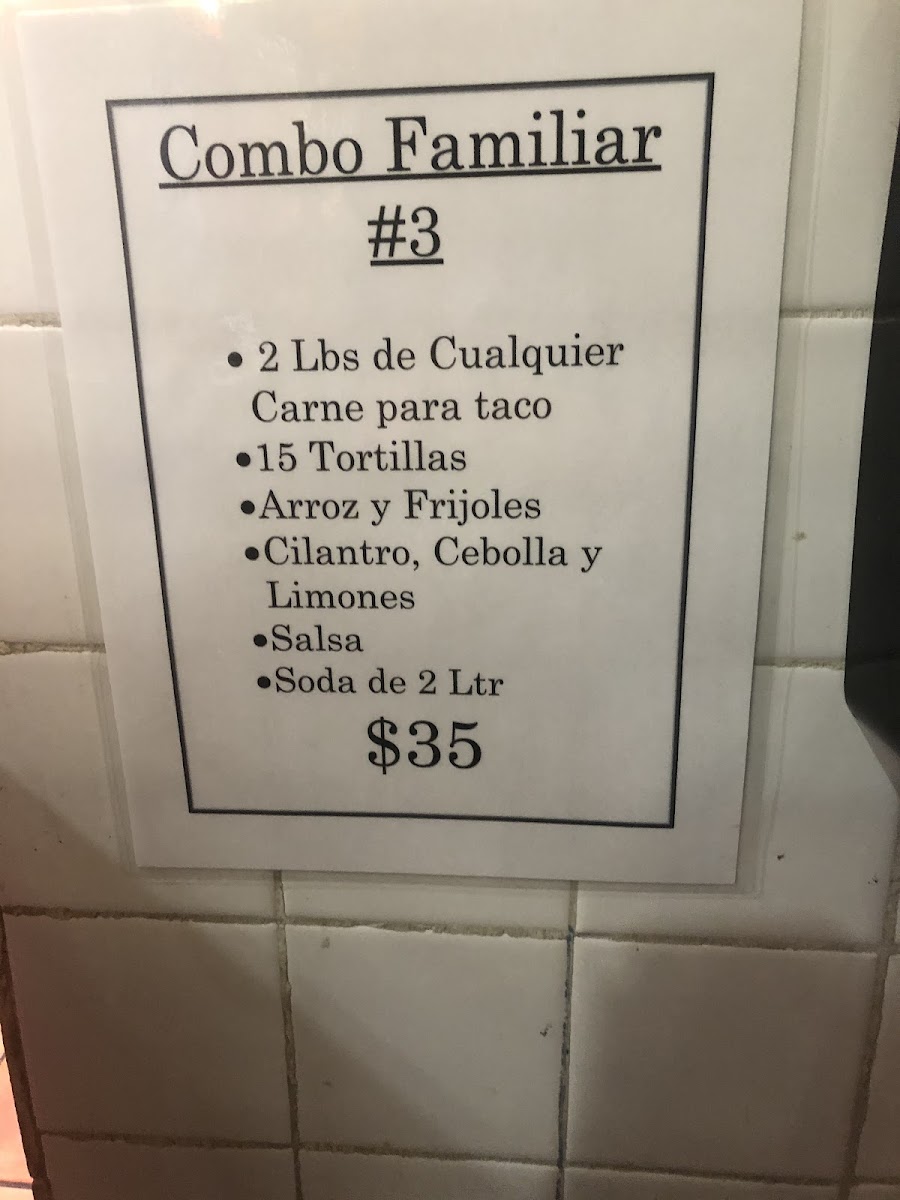 Combo Familiar
#3
• 2 Lbs de Cualquier
Carne para taco
•15 Tortillas
•Arroz y Frijoles
•Cilantro, Cebolla y
Limones
•Salsa
•Soda de 2 Ltr
$35